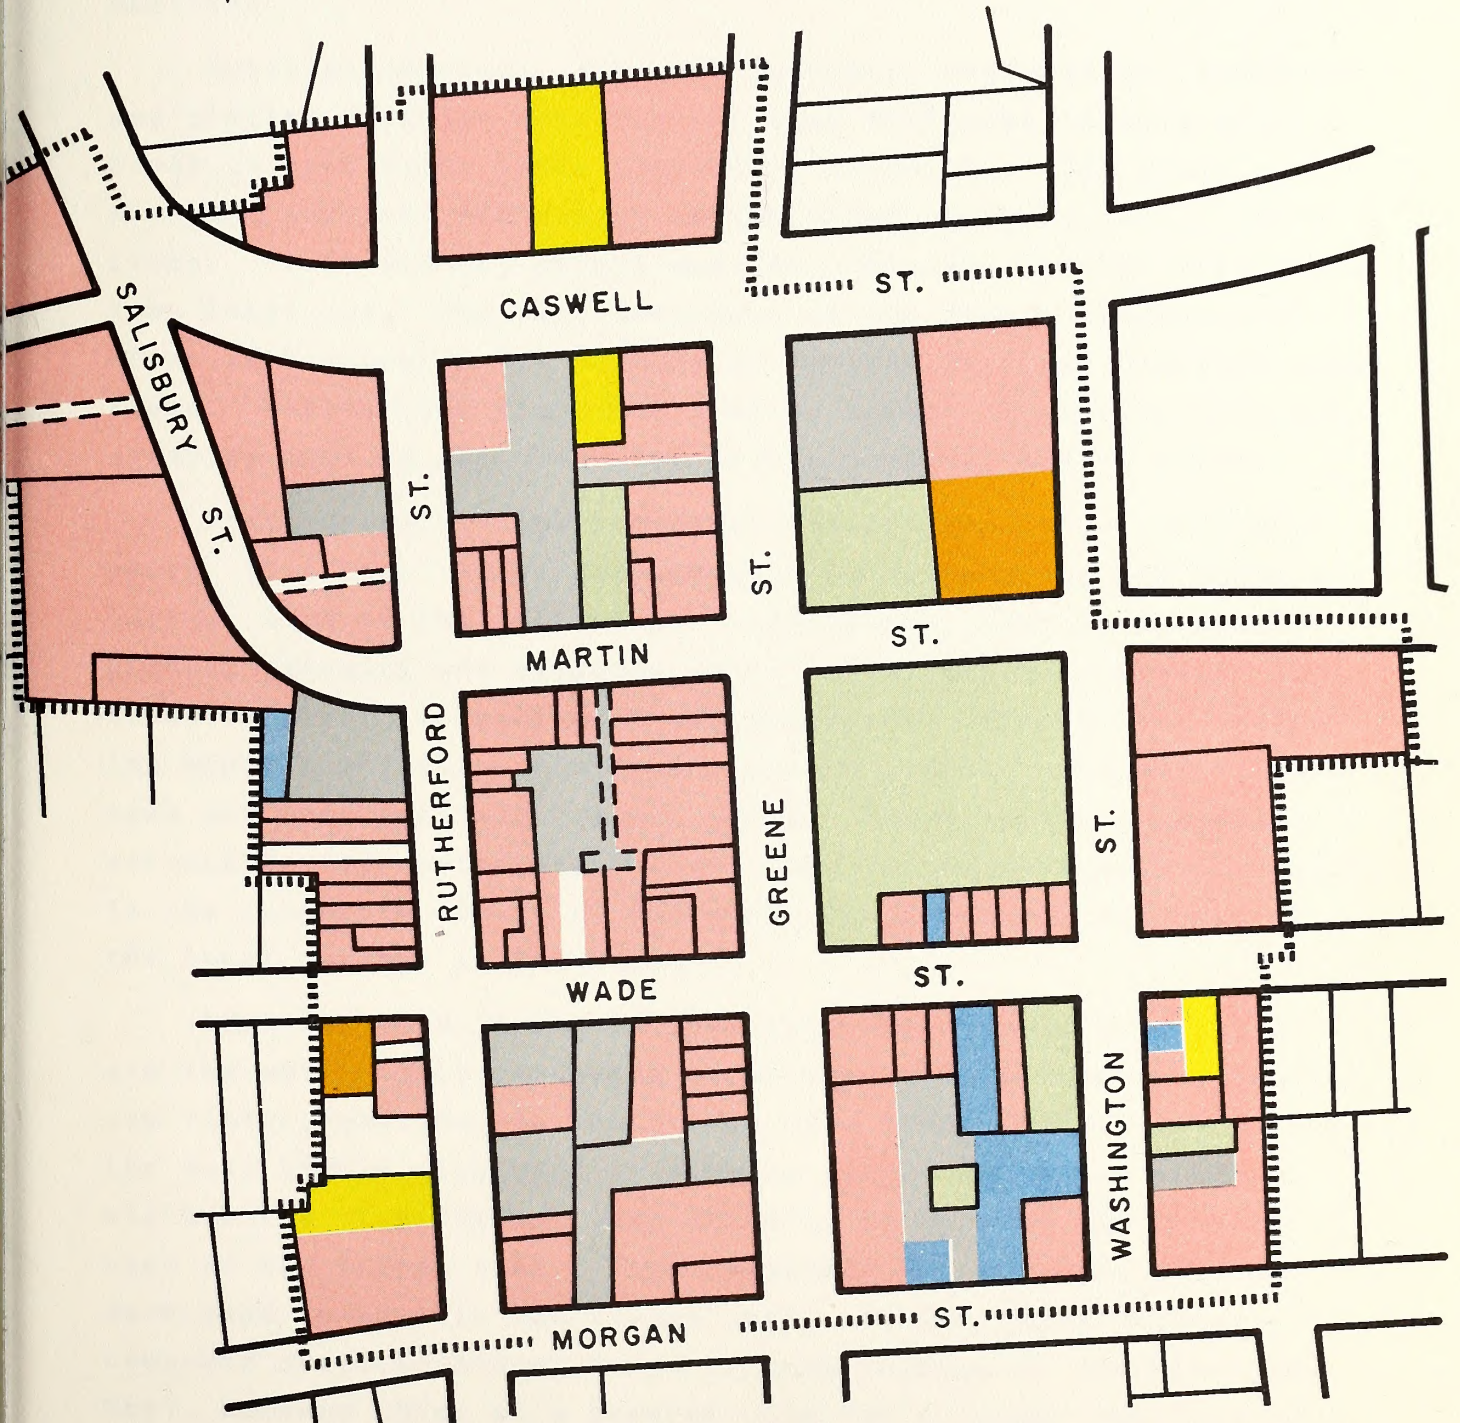 CASWELL ST.
SALISBURY ST.
ST.
ST.
MARTIN ST.
RUTHERFORD
GREENE
ST.
WADE ST.
WASHINGTON
MORGAN ST.